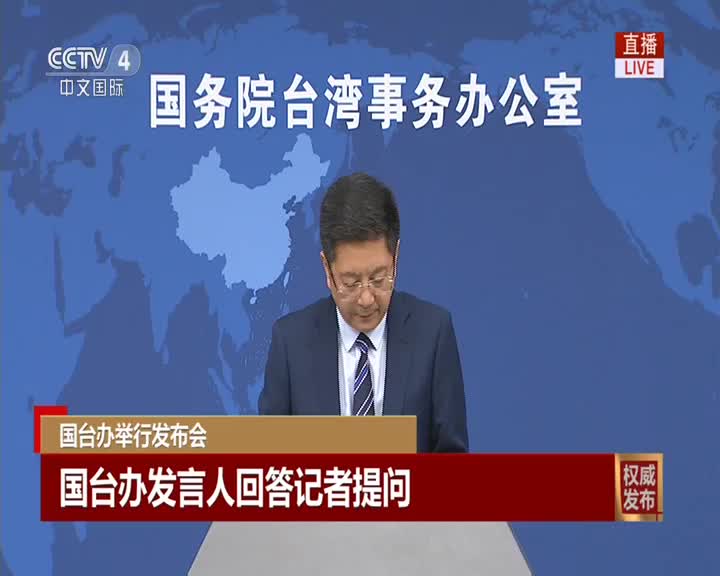 CCTV 4
中文国际
直播
LIVE
国务院台湾事务办公室
国台办举行发布会
国台办发言人回答记者提问
权威
发布